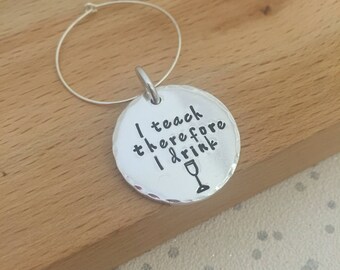 I teach
therefore
I drink